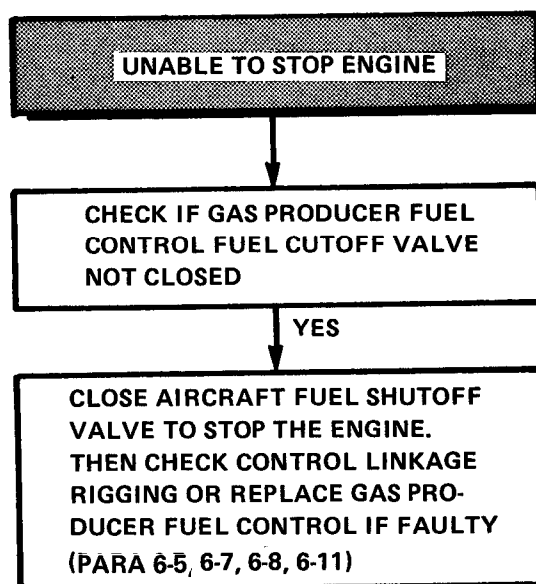 UNABLE TO STOP ENGINE
CHECK IF GAS PRODUCER FUEL
CONTROL FUEL CUTOFF VALVE
NOT CLOSED
YES
CLOSE AIRCRAFT FUEL SHUTOFF
VALVE TO STOP THE ENGINE.
THEN CHECK CONTROL LINKAGE
RIGGING OR REPLACE GAS PRO-
DUCER FUEL CONTROL IF FAULTY
(PARA 6-5, 6-7, 6-8, 6-11)